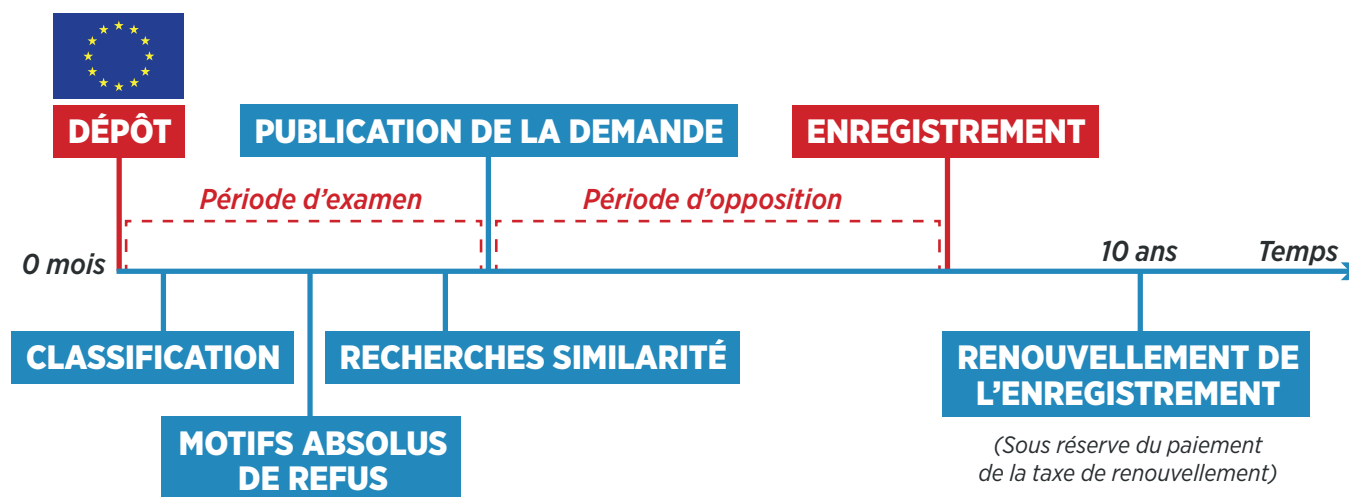 DÉPÔT
PUBLICATION DE LA DEMANDE
ENREGISTREMENT
Période d'examen
Période d'opposition
0 mois
10 ans
Temps
CLASSIFICATION
RECHERCHES SIMILARITÉ
RENOUVELLEMENT DE
L'ENREGISTREMENT
MOTIFS ABSOLUS
DE REFUS
(Sous réserve du paiement
de la taxe de renouvellement)